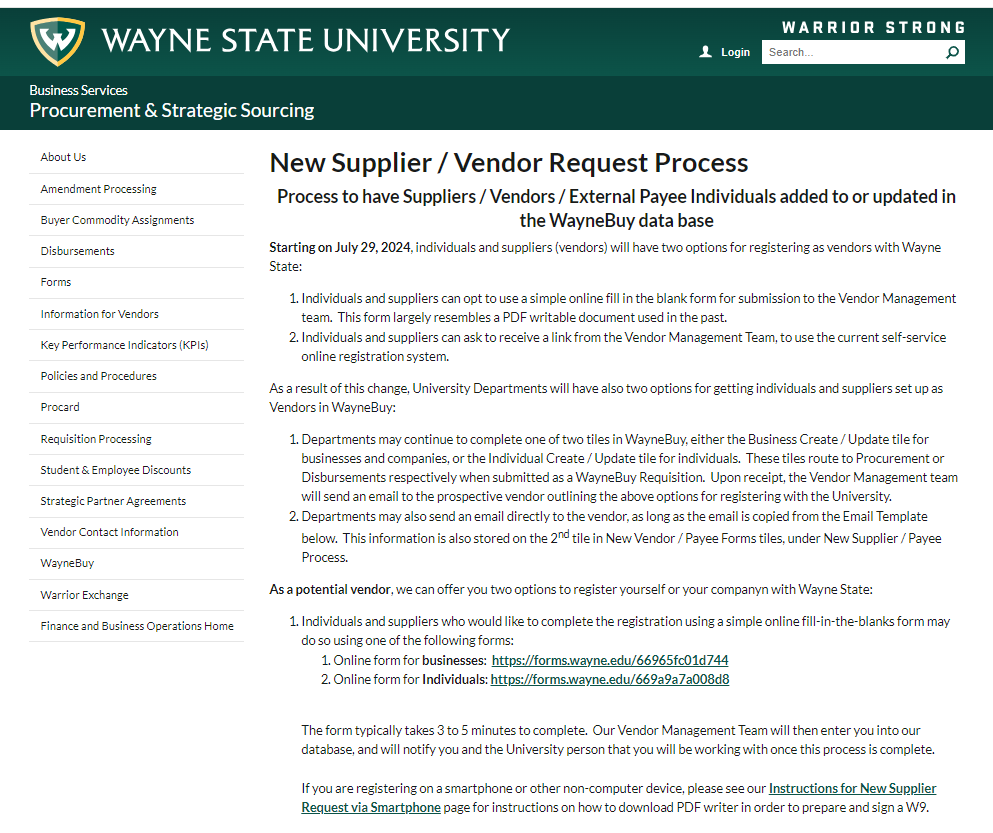 WAYNE STATE UNIVERSITY
WARRIOR STRONG
Login
Search...
Business Services
Procurement & Strategic Sourcing
About Us
Amendment Processing
Buyer Commodity Assignments
Disbursements
Forms
Information for Vendors
Key Performance Indicators (KPIs)
Policies and Procedures
Procard
Requisition Processing
Student & Employee Discounts
Strategic Partner Agreements
Vendor Contact Information
WayneBuy
Warrior Exchange
Finance and Business Operations Home
New Supplier / Vendor Request Process
Process to have Suppliers / Vendors / External Payee Individuals added to or updated in
the WayneBuy data base
Starting on July 29, 2024, individuals and suppliers (vendors) will have two options for registering as vendors with Wayne
State:
1. Individuals and suppliers can opt to use a simple online fill in the blank form for submission to the Vendor Management
team. This form largely resembles a PDF writable document used in the past.
2. Individuals and suppliers can ask to receive a link from the Vendor Management Team, to use the current self-service
online registration system.
As a result of this change, University Departments will have also two options for getting individuals and suppliers set up as
Vendors in WayneBuy:
1. Departments may continue to complete one of two tiles in WayneBuy, either the Business Create / Update tile for
businesses and companies, or the Individual Create / Update tile for individuals. These tiles route to Procurement or
Disbursements respectively when submitted as a WayneBuy Requisition. Upon receipt, the Vendor Management team
will send an email to the prospective vendor outlining the above options for registering with the University.
2. Departments may also send an email directly to the vendor, as long as the email is copied from the Email Template
below. This information is also stored on the 2nd tile in New Vendor / Payee Forms tiles, under New Supplier / Payee
Process.
As a potential vendor, we can offer you two options to register yourself or your companyn with Wayne State:
1. Individuals and suppliers who would like to complete the registration using a simple online fill-in-the-blanks form may
do so using one of the following forms:
1. Online form for businesses: https://forms.wayne.edu/66965fc01d744
2. Online form for Individuals: https://forms.wayne.edu/669a9a7a008d8
The form typically takes 3 to 5 minutes to complete. Our Vendor Management Team will then enter you into our
database, and will notify you and the University person that you will be working with once this process is complete.
If you are registering on a smartphone or other non-computer device, please see our Instructions for New Supplier
Request via Smartphone page for instructions on how to download PDF writer in order to prepare and sign a W9.